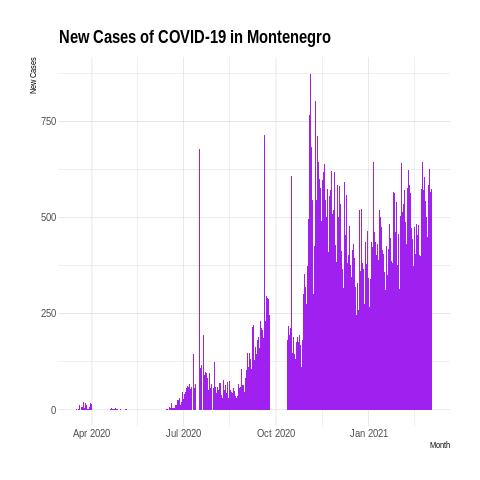 New Cases of COVID-19 in Montenegro
New Cases
750
500
250
0
Apr 2020 Jul 2020 Oct 2020 Jan 2021
Month